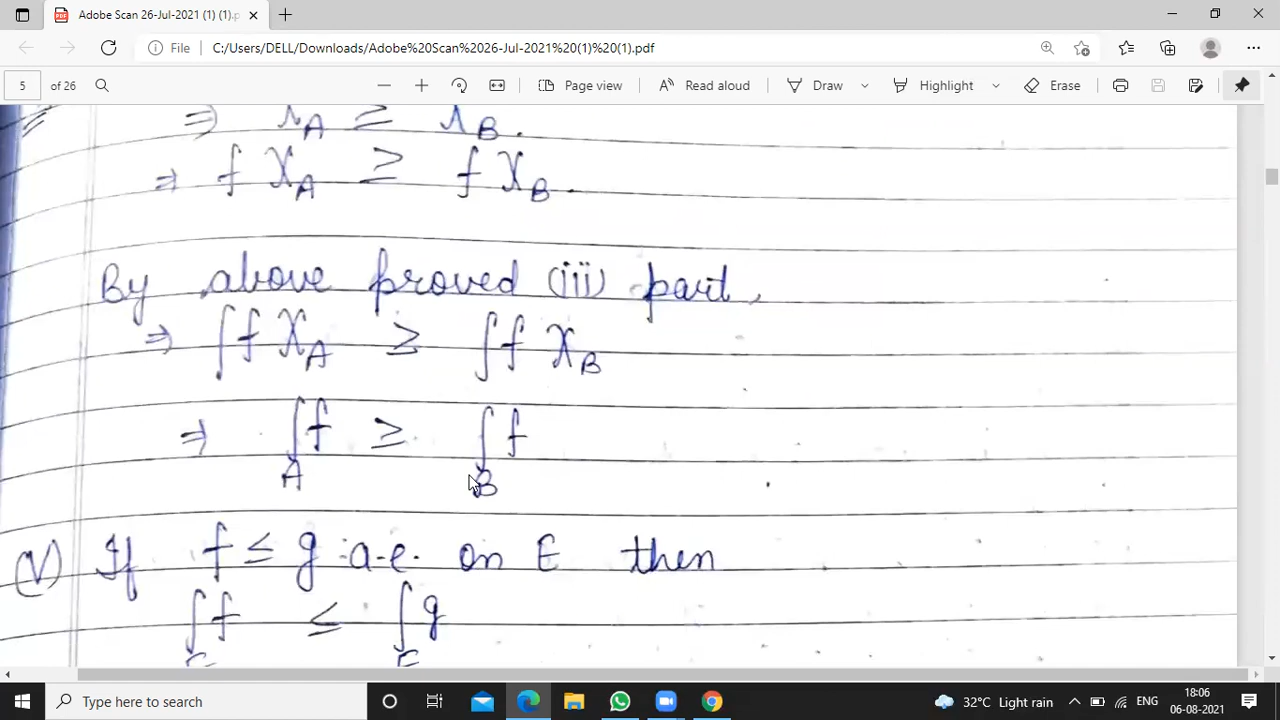 Adobe Scan 26-Jul-2021 (1) (1).p
File C:/Users/DELL/Downloads/Adobe%20Scan%2026-Jul-2021%20(1)%20(1).pdf
5 of 26 Page view Read aloud Draw Highlight Erase
⇒ χA ≥ χB.
⇒ f χA ≥ f χB.
By above proved (iii) part,
⇒ ∫f χA ≥ ∫f χB
⇒ ∫A f ≥ ∫B f
(V) If f ≤ g a.e. on E then
∫E f ≤ ∫E g
Type here to search 32°C Light rain ENG 18:06
06-08-2021